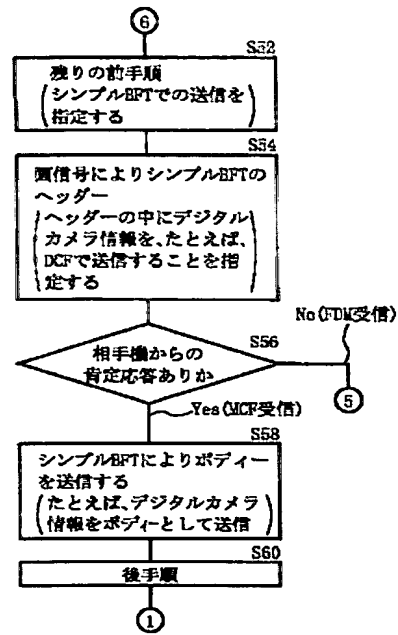 ⑥
S52
残りの前手順
(シンプルBFTでの送信を
指定する)
S54
画信号によりシンプルBFTの
ヘッダー
(ヘッダーの中にデジタル
カメラ情報を、たとえば、
DCFで送信することを指
定する)
No(FDM受信)
S56
相手機からの
肯定応答ありか
⑤
Yes(MCF受信)
S58
シンプルBFTによりボディー
を送信する
(たとえば、デジタルカメラ
情報をボディーとして送信)
S60
後手順
①